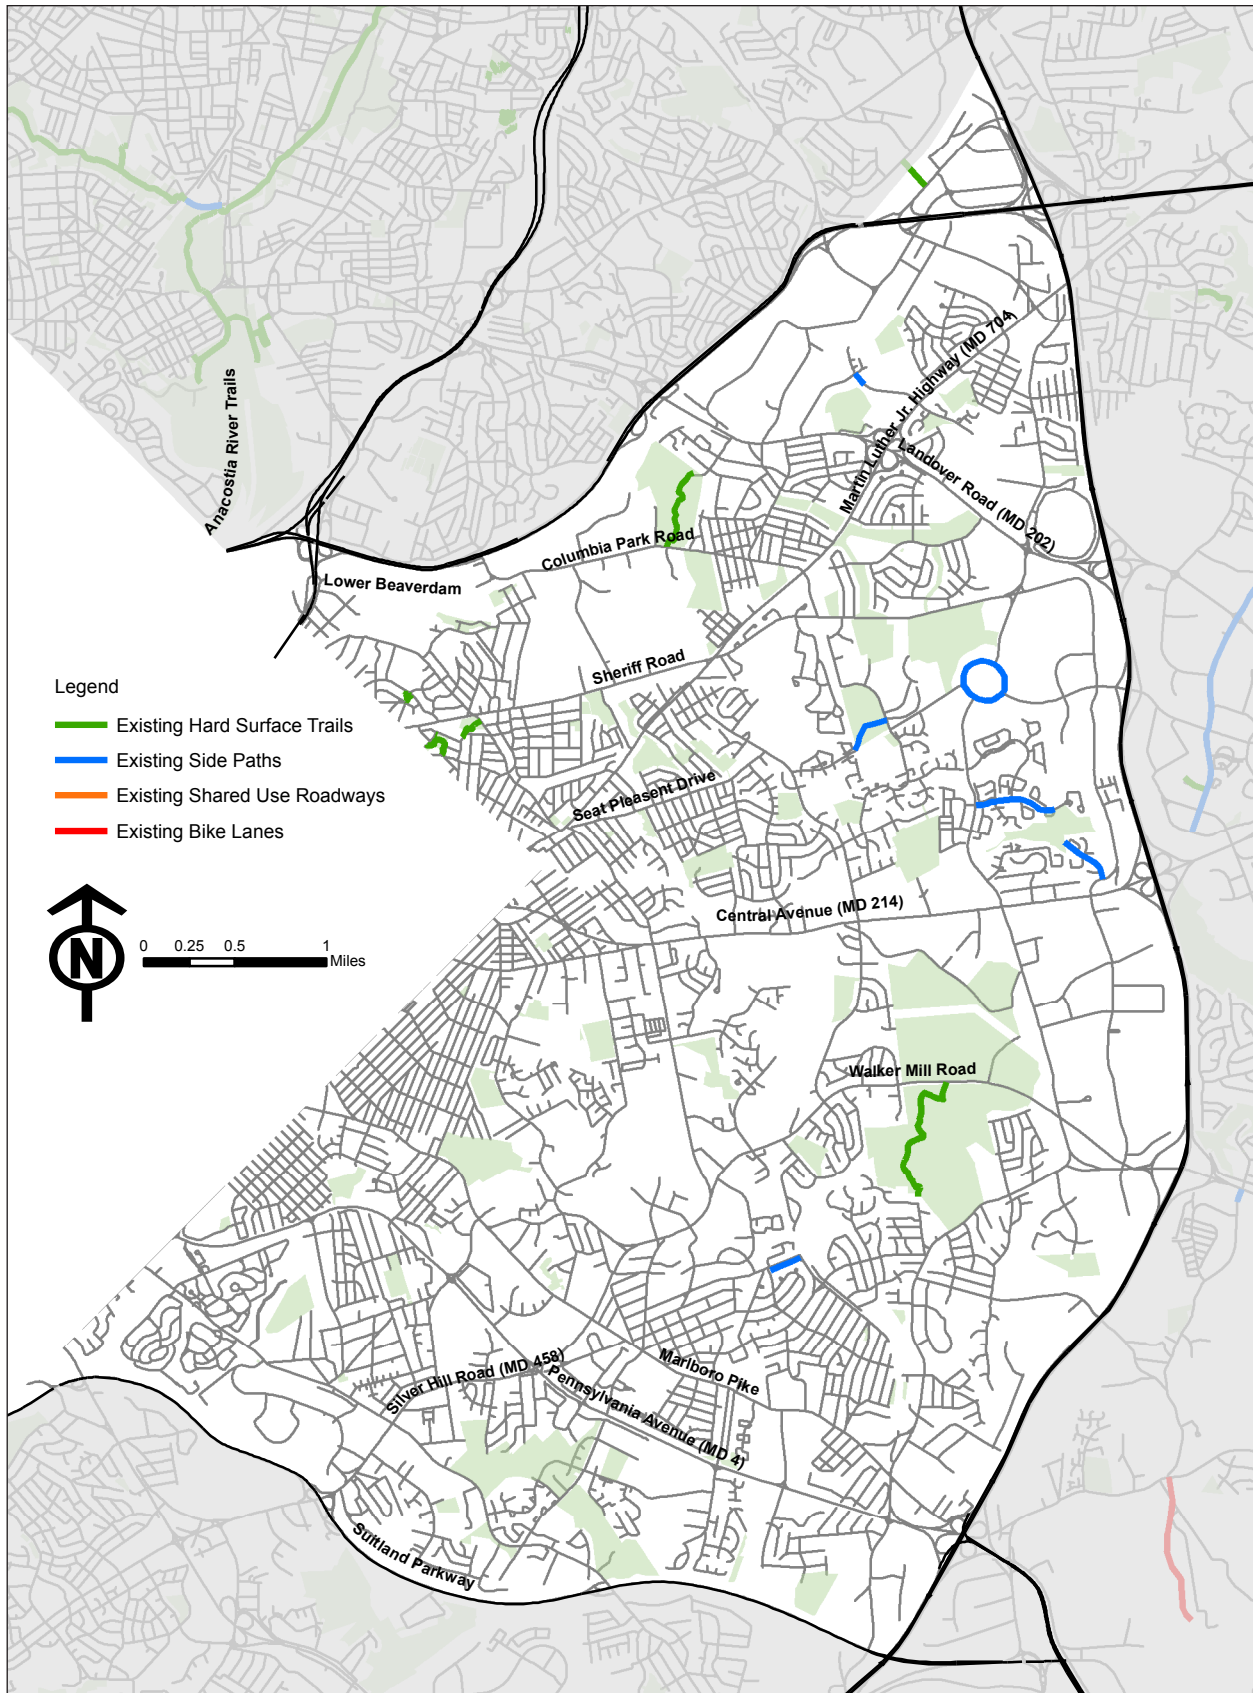 Martin Luther Jr. Highway (MD 704)
Anacostia River Trails
Landover Road (MD 202)
Columbia Park Road
Lower Beaverdam
Sheriff Road
Legend
Existing Hard Surface Trails
Existing Side Paths
Existing Shared Use Roadways
Existing Bike Lanes
Seat Pleasant Drive
Central Avenue (MD 214)
N
0 0.25 0.5 1
Miles
Walker Mill Road
Silver Hill Road (MD 458)
Marlboro Pike
Pennsylvania Avenue (MD 4)
Suitland Parkway